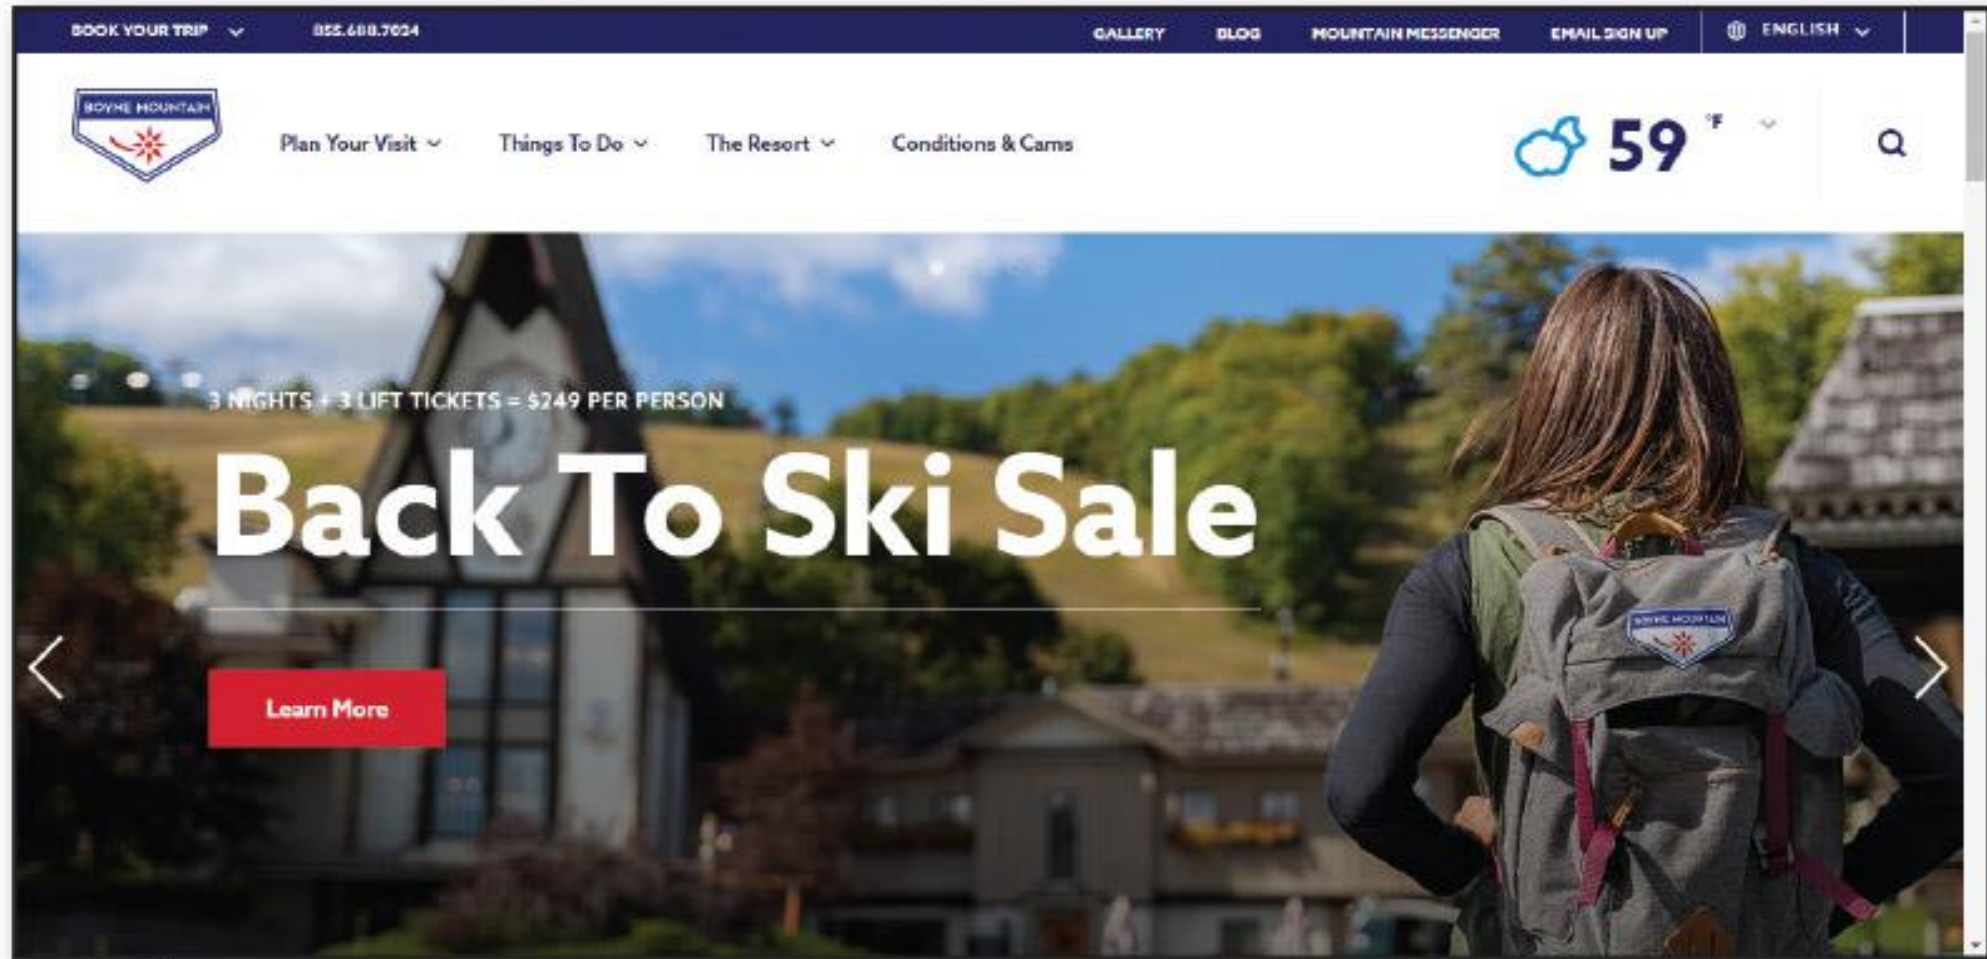 BOOK YOUR TRIP
855.688.7024
GALLERY
BLOG
MOUNTAIN MESSENGER
EMAIL SIGN UP
ENGLISH
BOYNE MOUNTAIN
Plan Your Visit
Things To Do
The Resort
Conditions & Cams
59 °F
3 NIGHTS + 3 LIFT TICKETS = $249 PER PERSON
Back To Ski Sale
BOYNE MOUNTAIN
Learn More